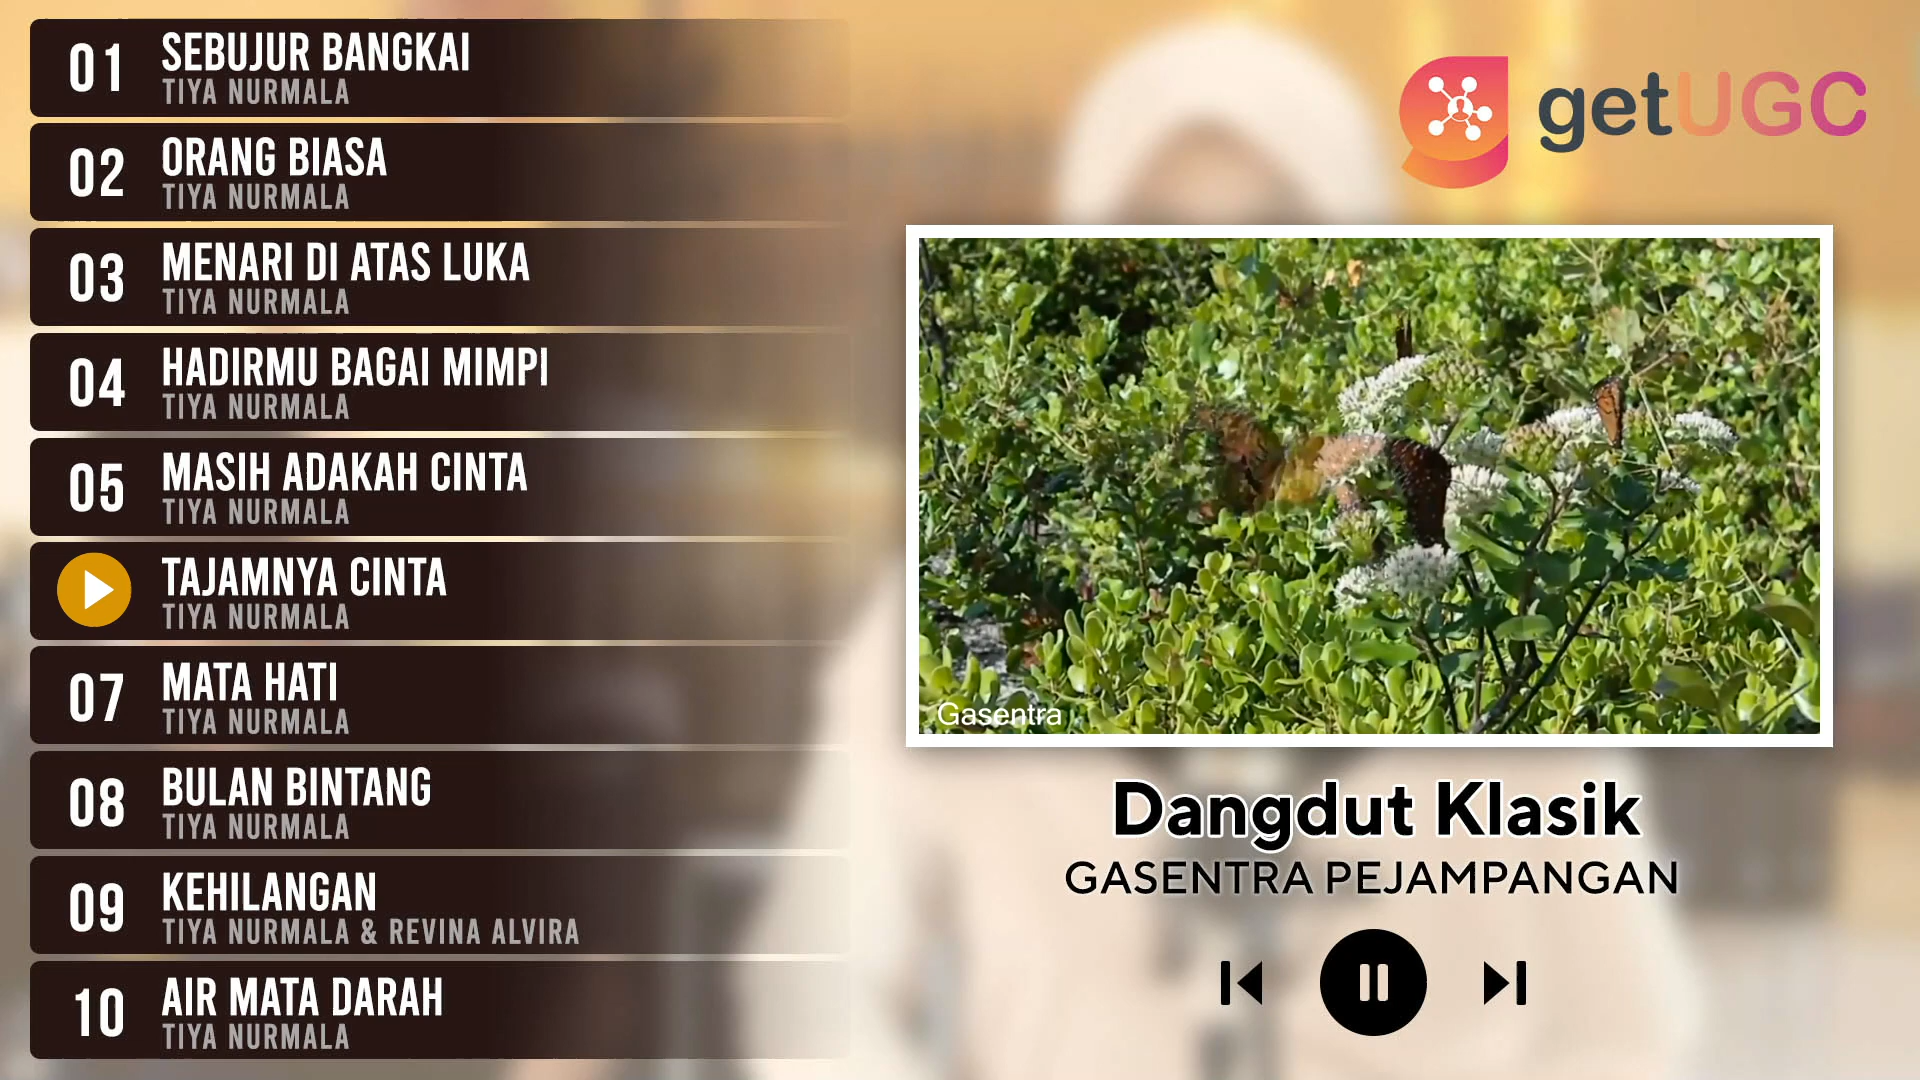 01
SEBUJUR BANGKAI
TIYA NURMALA
02
ORANG BIASA
TIYA NURMALA
03
MENARI DI ATAS LUKA
TIYA NURMALA
04
HADIRMU BAGAI MIMPI
TIYA NURMALA
05
MASIH ADAKAH CINTA
TIYA NURMALA
TAJAMNYA CINTA
TIYA NURMALA
07
MATA HATI
TIYA NURMALA
08
BULAN BINTANG
TIYA NURMALA
09
KEHILANGAN
TIYA NURMALA & REVINA ALVIRA
10
AIR MATA DARAH
TIYA NURMALA
getUGC
Gasentra
Dangdut Klasik
GASENTRA PEJAMPANGAN